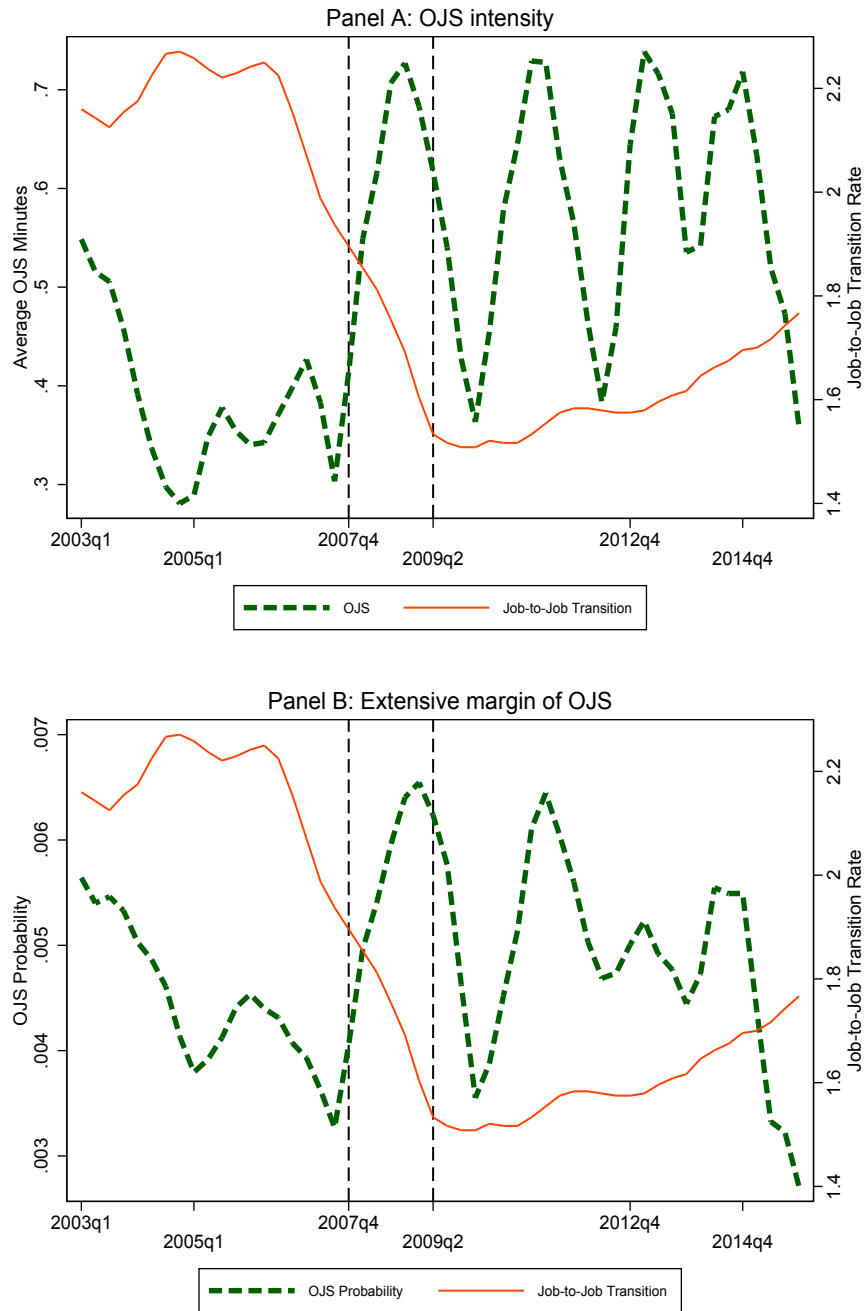 Panel A: OJS intensity
Average OJS Minutes
.3 .4 .5 .6 .7
Job-to-Job Transition Rate
1.4 1.6 1.8 2 2.2
2003q1 2007q4 2012q4
2005q1 2009q2 2014q4
OJS Job-to-Job Transition
Panel B: Extensive margin of OJS
OJS Probability
.003 .004 .005 .006 .007
Job-to-Job Transition Rate
1.4 1.6 1.8 2 2.2
2003q1 2007q4 2012q4
2005q1 2009q2 2014q4
OJS Probability Job-to-Job Transition